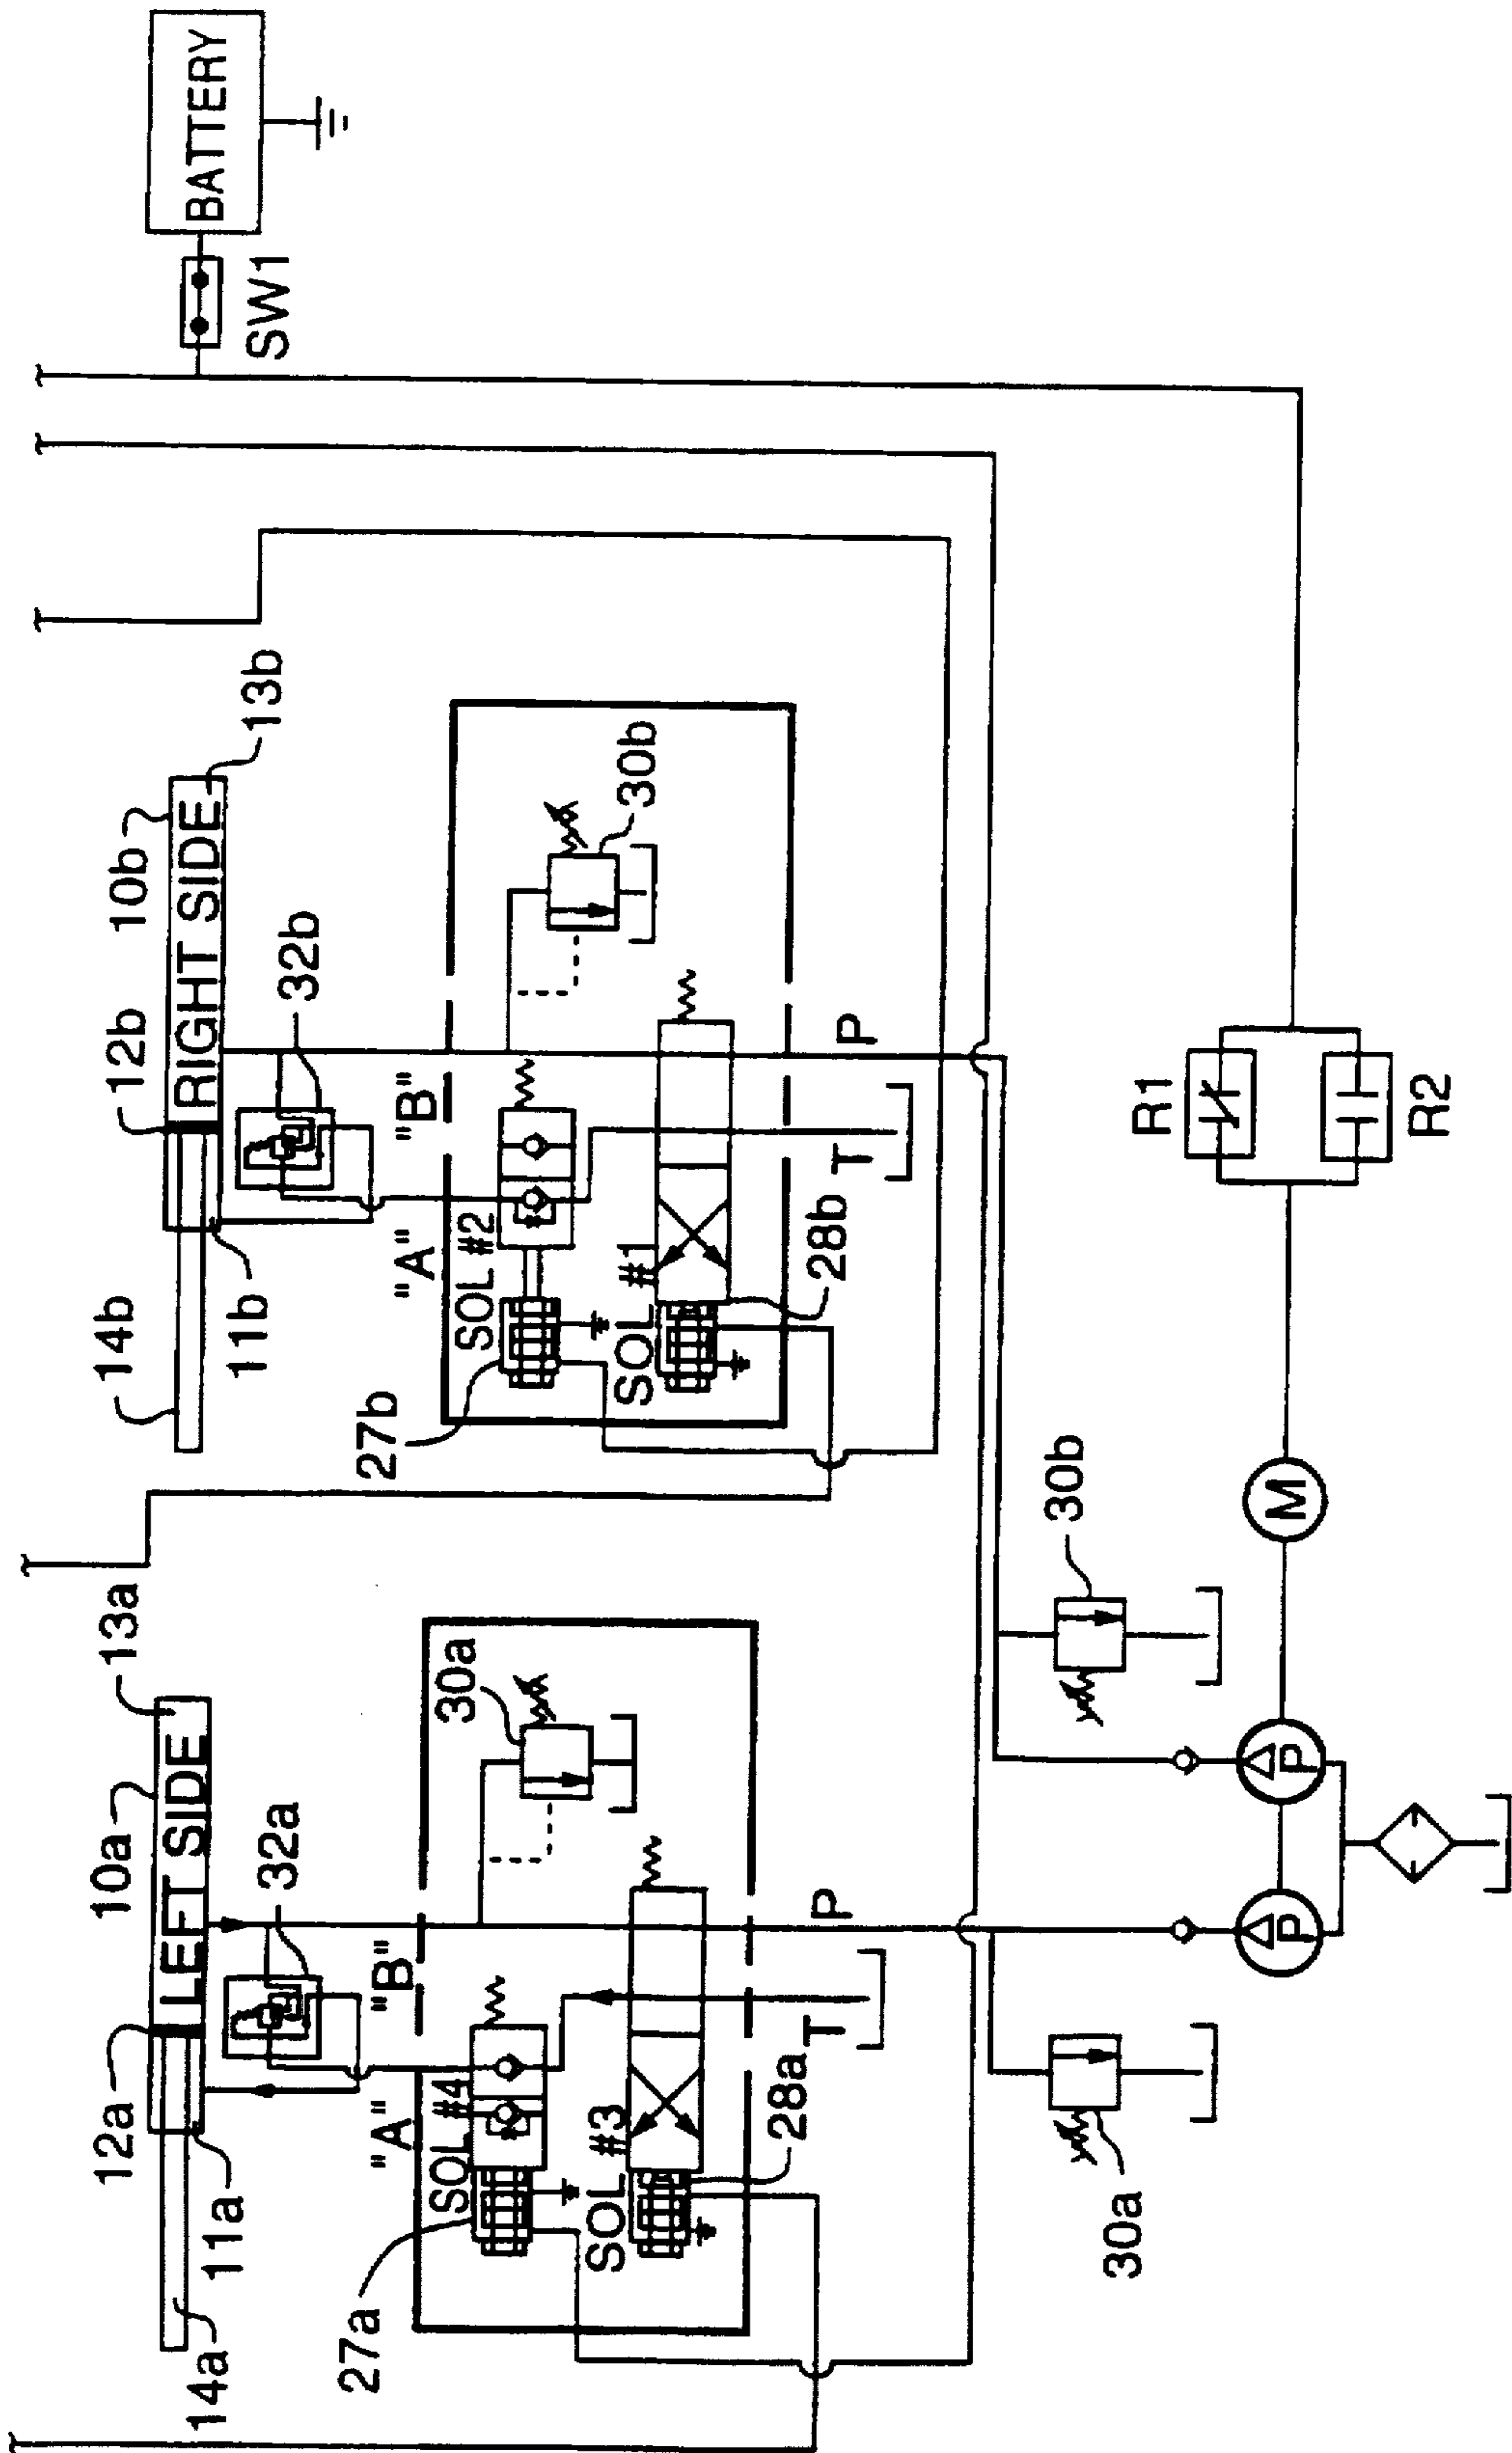 BATTERY
SW1
10b
13b
12b
RIGHT SIDE
32b
14b
11b
"A"
"B"
SOL #2
27b
30b
SOL #1
28b
P
T
10a
13a
12a
LEFT SIDE
32a
14a
11a
"A"
"B"
SOL #4
27a
30a
SOL #3
28a
P
T
R1
R2
30b
M
P
P
30a